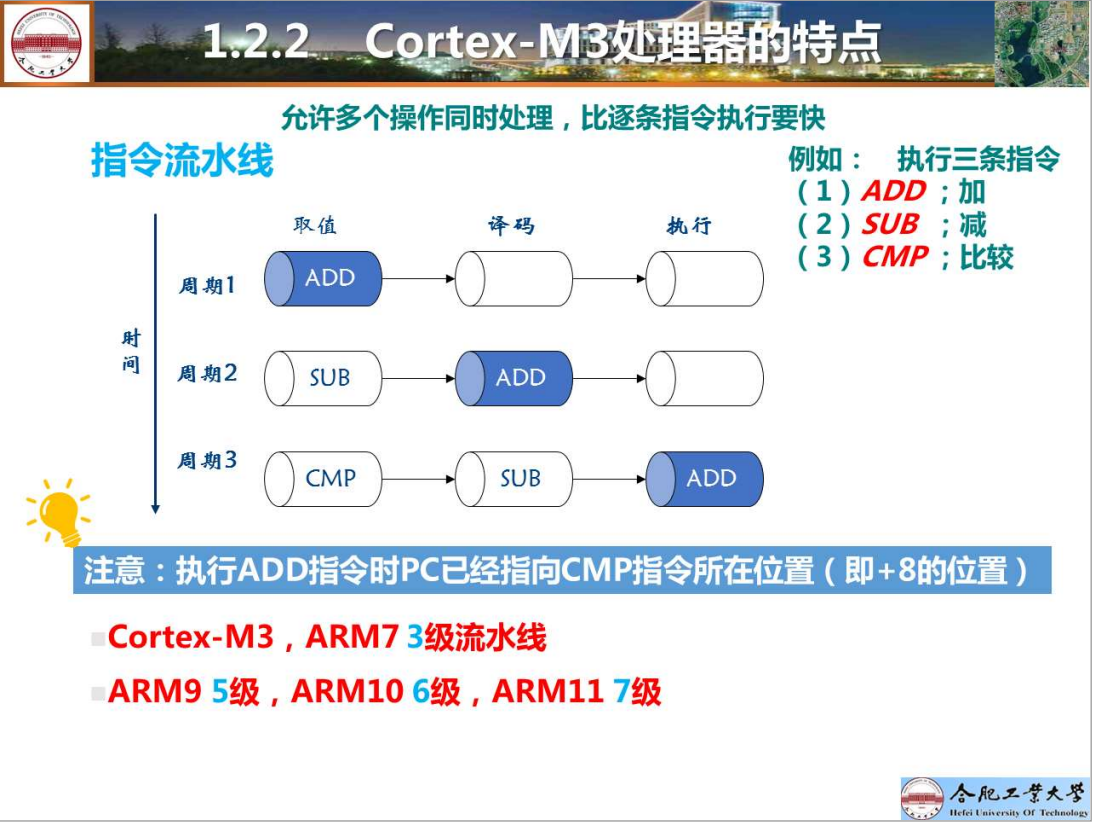 1.2.2 Cortex-M3处理器的特点
允许多个操作同时处理，比逐条指令执行要快
指令流水线
例如： 执行三条指令
（1）ADD ；加
（2）SUB ；减
（3）CMP ；比较
取值 译码 执行
时间
周期1 ADD
周期2 SUB ADD
周期3 CMP SUB ADD
注意：执行ADD指令时PC已经指向CMP指令所在位置（即+8的位置）
Cortex-M3，ARM7 3级流水线
ARM9 5级，ARM10 6级，ARM11 7级
合肥工业大学
Hefei University Of Technology